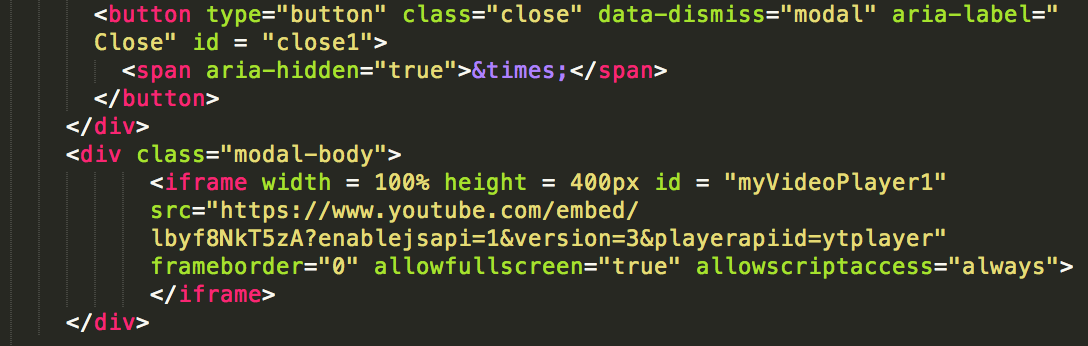 <button type="button" class="close" data-dismiss="modal" aria-label="
Close" id = "close1">
<span aria-hidden="true">&times;</span>
</button>
</div>
<div class="modal-body">
<iframe width = 100% height = 400px id = "myVideoPlayer1"
src="https://www.youtube.com/embed/
lbyf8NkT5zA?enablejsapi=1&version=3&playerapiid=ytplayer"
frameborder="0" allowfullscreen="true" allowscriptaccess="always">
</iframe>
</div>